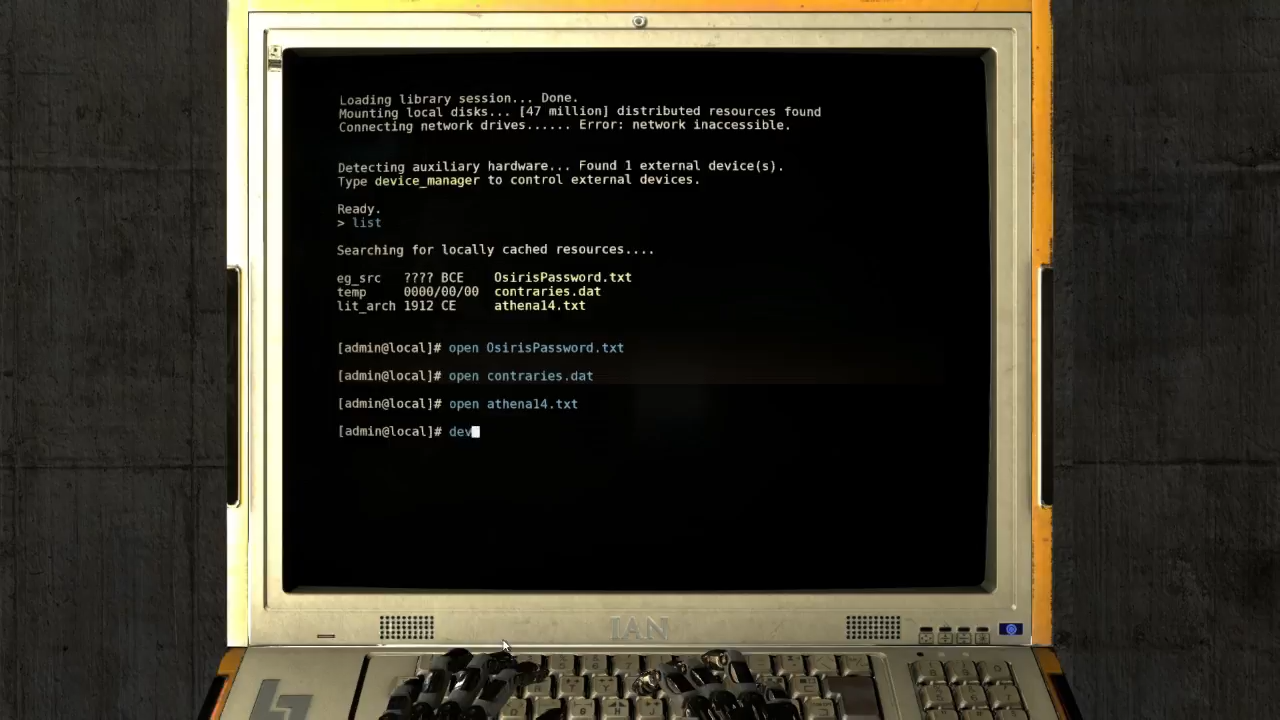 Loading library session... Done.
Mounting local disks... [47 million] distributed resources found
Connecting network drives...... Error: network inaccessible.
Detecting auxiliary hardware... Found 1 external device(s).
Type device_manager to control external devices.
Ready.
> list
Searching for locally cached resources....
eg_src ???? BCE OsirisPassword.txt
temp 0000/00/00 contraries.dat
lit_arch 1912 CE athena14.txt
[admin@local]# open OsirisPassword.txt
[admin@local]# open contraries.dat
[admin@local]# open athena14.txt
[admin@local]# dev
IAN